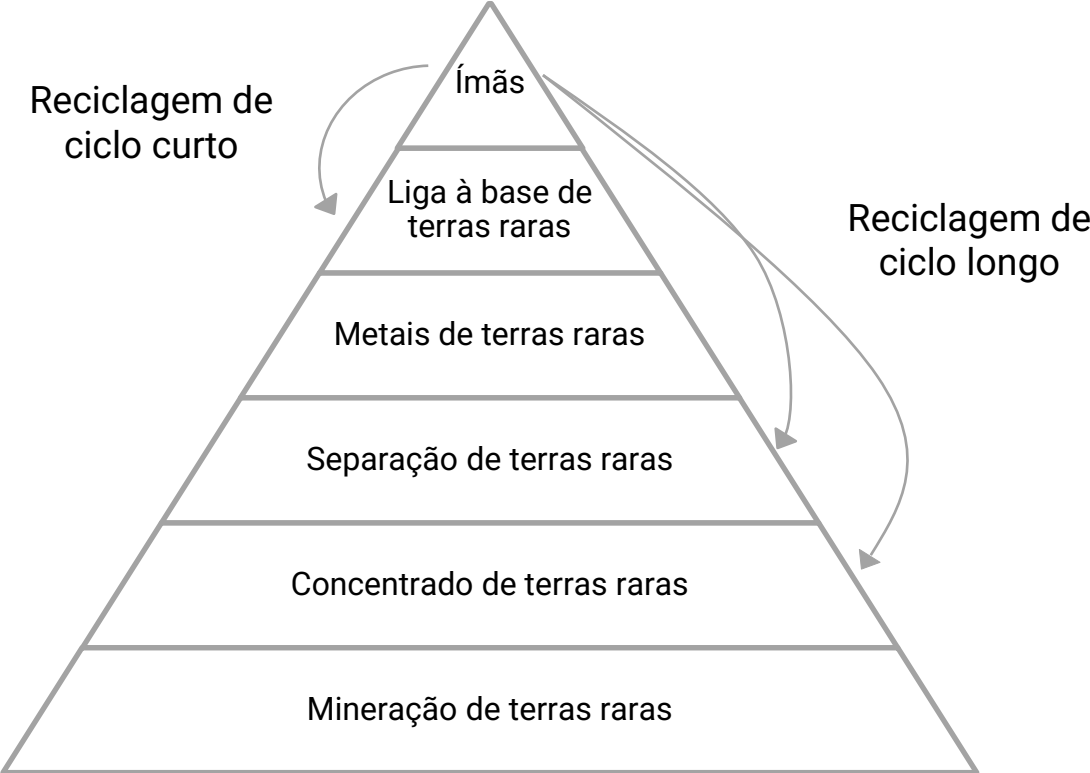 Ímãs
Reciclagem de
ciclo curto
Liga à base de
terras raras
Reciclagem de
ciclo longo
Metais de terras raras
Separação de terras raras
Concentrado de terras raras
Mineração de terras raras